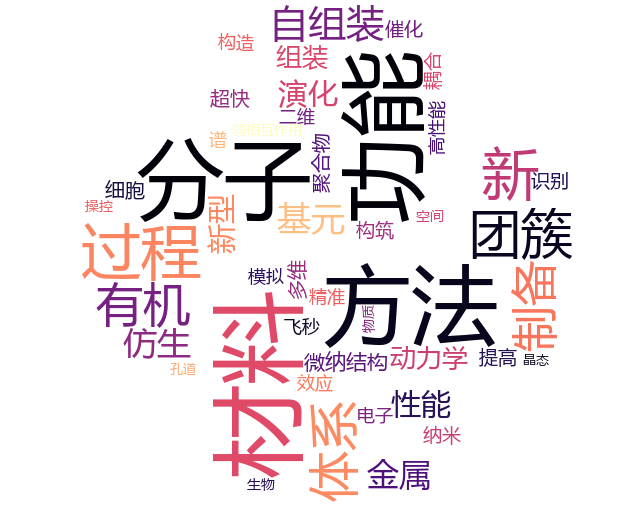 自组装
催化
构造
组装
耦合
功能
演化
超快
二维
高性能
谱
聚合物
分子
新
识别
细胞
操控
新型
基元
构筑
空间
团簇
过程
多维
模拟
方法
制备
有机
精准
物质
飞秒
材料
仿生
微纳结构
动力学
提高
晶态
孔道
效应
体系
性能
电子
纳米
金属
生物